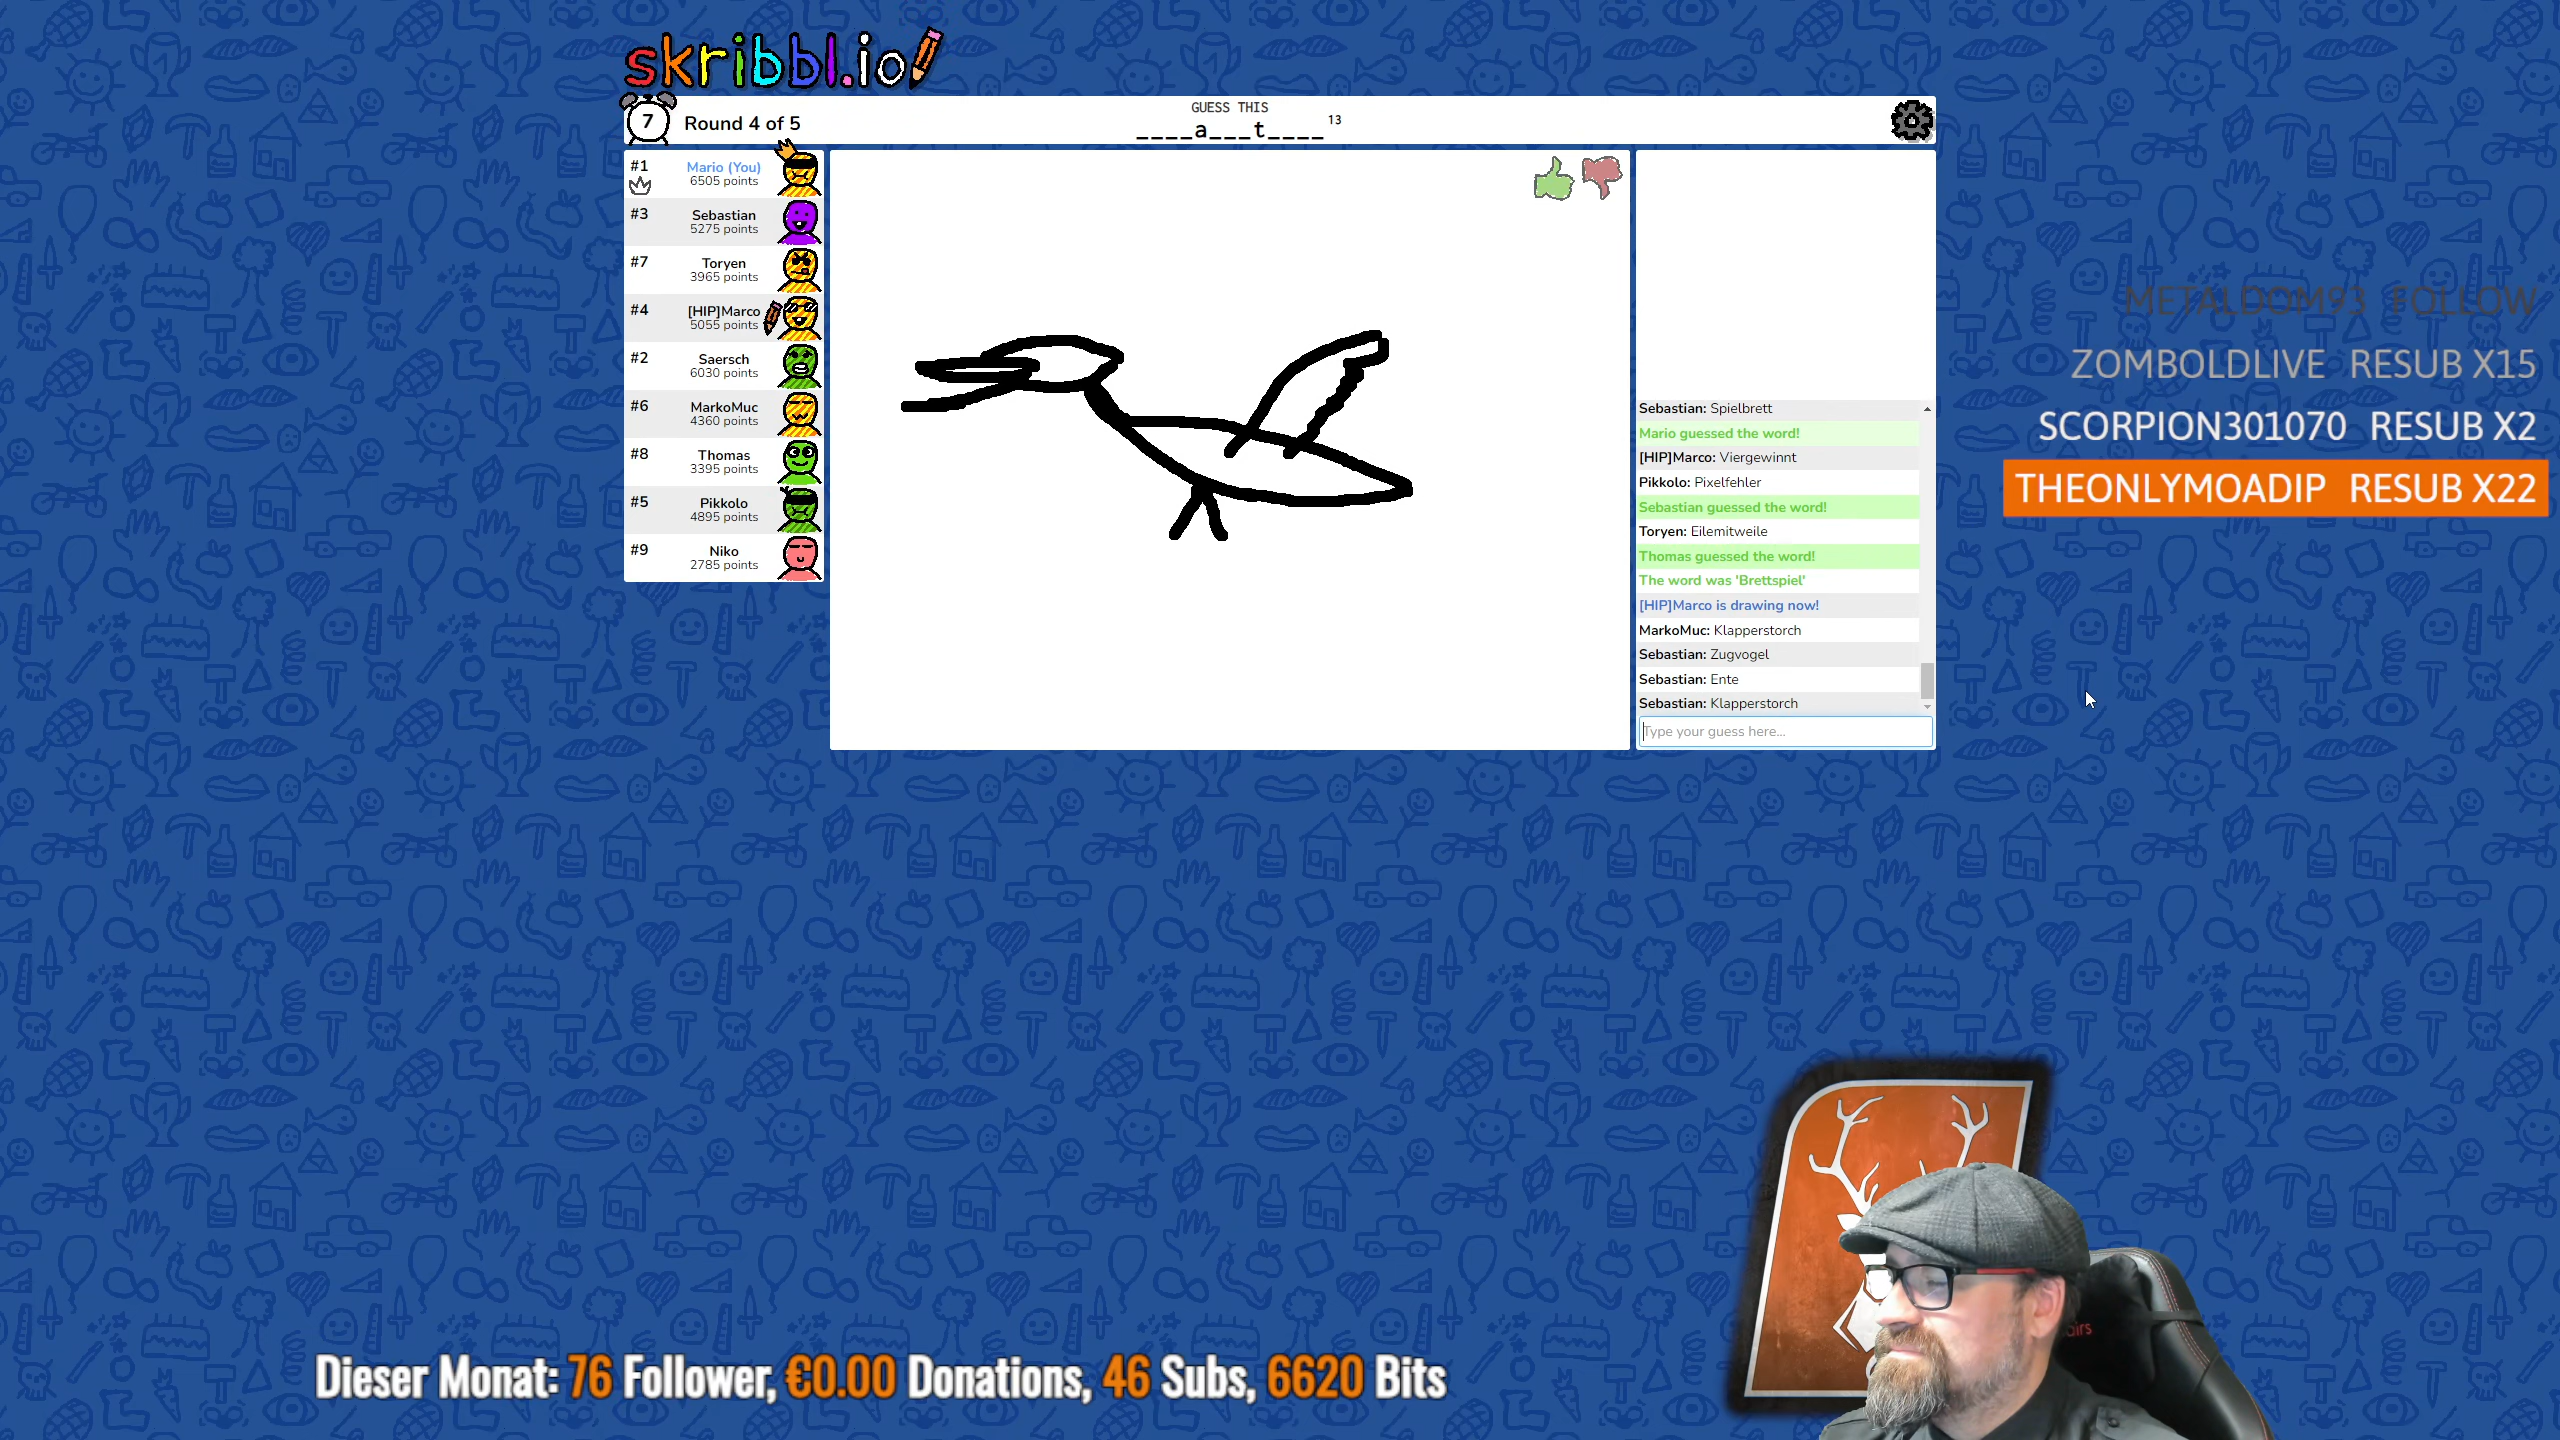 skribbl.io
7
Round 4 of 5
GUESS THIS
____a___t____ 13
#1
Mario (You)
6505 points
#3
Sebastian
5275 points
#7
Toryen
3965 points
#4
[HIP]Marco
5055 points
#2
Saersch
6030 points
#6
MarkoMuc
4360 points
#8
Thomas
3395 points
#5
Pikkolo
4895 points
#9
Niko
2785 points
Sebastian: Spielbrett
Mario guessed the word!
[HIP]Marco: Viergewinnt
Pikkolo: Pixelfehler
Sebastian guessed the word!
Toryen: Eilemitweile
Thomas guessed the word!
The word was 'Brettspiel'
[HIP]Marco is drawing now!
MarkoMuc: Klapperstorch
Sebastian: Zugvogel
Sebastian: Ente
Sebastian: Klapperstorch
Type your guess here...
METALDOM93 FOLLOW
ZOMBOLDLIVE RESUB X15
SCORPION301070 RESUB X2
THEONLYMOADIP RESUB X22
Dieser Monat: 76 Follower, €0.00 Donations, 46 Subs, 6620 Bits